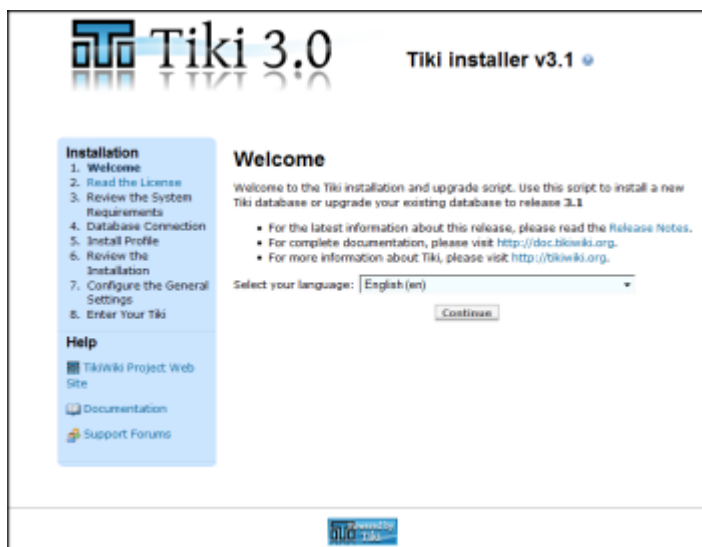 Tiki 3.0
Tiki installer v3.1
Installation
1. Welcome
2. Read the License
3. Review the System
Requirements
4. Database Connection
5. Install Profile
6. Review the
Installation
7. Configure the General
Settings
8. Enter Your Tiki
Help
TikiWiki Project Web
Site
Documentation
Support Forums
Welcome
Welcome to the Tiki installation and upgrade script. Use this script to install a new
Tiki database or upgrade your existing database to release 3.1
• For the latest information about this release, please read the Release Notes.
• For complete documentation, please visit http://doc.tikiwiki.org.
• For more information about Tiki, please visit http://tikiwiki.org.
Select your language: English (en)
Continue
Powered by
Tiki